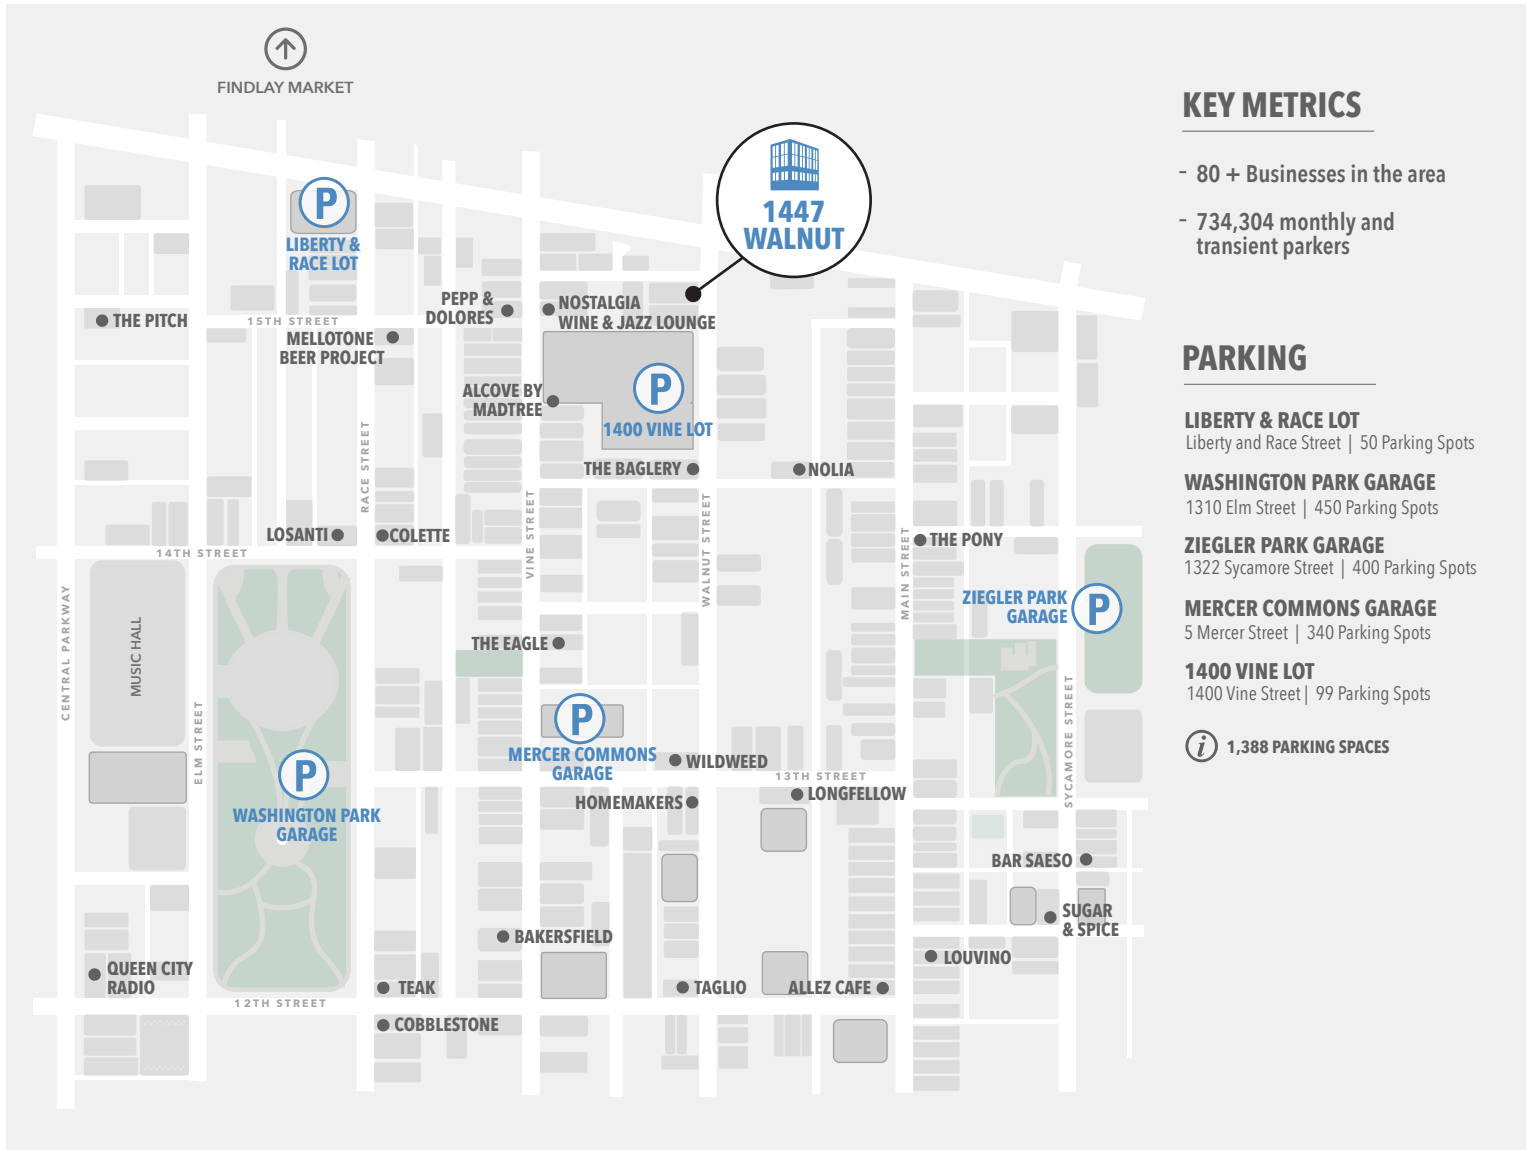 FINDLAY MARKET
1447
WALNUT
P
LIBERTY &
RACE LOT
THE PITCH
15TH STREET
MELLOTONE
BEER PROJECT
PEPP &
DOLORES
NOSTALGIA
WINE & JAZZ LOUNGE
ALCOVE BY
MADTREE
P
1400 VINE LOT
THE BAGLERY
NOLIA
RACE STREET
VINE STREET
WALNUT STREET
MAIN STREET
LOSANTI
COLETTE
THE PONY
14TH STREET
CENTRAL PARKWAY
MUSIC HALL
ELM STREET
ZIEGLER PARK
GARAGE
P
THE EAGLE
SYCAMORE STREET
P
MERCER COMMONS
GARAGE
WILDWEED
13TH STREET
P
WASHINGTON PARK
GARAGE
HOMEMAKERS
LONGFELLOW
BAR SAESO
SUGAR
& SPICE
BAKERSFIELD
LOUVINO
QUEEN CITY
RADIO
TEAK
TAGLIO
ALLEZ CAFE
12TH STREET
COBBLESTONE
KEY METRICS
- 80 + Businesses in the area
- 734,304 monthly and
transient parkers
PARKING
LIBERTY & RACE LOT
Liberty and Race Street | 50 Parking Spots
WASHINGTON PARK GARAGE
1310 Elm Street | 450 Parking Spots
ZIEGLER PARK GARAGE
1322 Sycamore Street | 400 Parking Spots
MERCER COMMONS GARAGE
5 Mercer Street | 340 Parking Spots
1400 VINE LOT
1400 Vine Street | 99 Parking Spots
i 1,388 PARKING SPACES